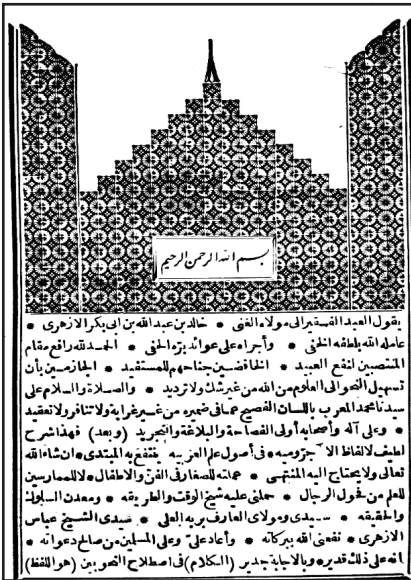 بسم الله الرحمن الرحيم
يقول العبد الفقير الى مولاه الغنى * خالد بن عبد الله بن ابى بكر الازهرى *
عامله الله بلطفه الخفى * وأجراه على عوائد بره الحفى * الحمد لله رافع مقام
المنتصبين لنفع العبيد * الخافضين جناحهم للمستفيد * الجازمين بأن
تسهيل النحو الى العلوم من الله من غير شك ولا ترديد * والصلاة والسلام على
سيدنا محمد المعرب باللسان الفصيح عما فى ضميره من غير غرابة ولا تنافر ولا تعقيد
* وعلى آله وأصحابه أولى الفصاحة والبلاغة والتجريد (وبعد) فهذا شرح
لطيف لالفاظ الآجروميه * فى أصول علم العربيه ينتفع به المبتدى * ان شاء الله
تعالى ولا يحتاج اليه المنتهى * عملته للصغار فى الفن والاطفال * لا للممارسين
للعلم من فحول الرجال * حملنى عليه شيخ الوقت والطريقه * ومعدن السلوك
والحقيقه * سيدى ومولاى العارف بربه العلى * سيدى الشيخ عباس
الازهرى * نفعنى الله ببركاته * وأعاد علىّ وعلى المسلمين من صالح دعواته *
انه على ذلك قدير * وبالاجابة جدير (الكلام) فى اصطلاح النحويين (هو اللفظ)